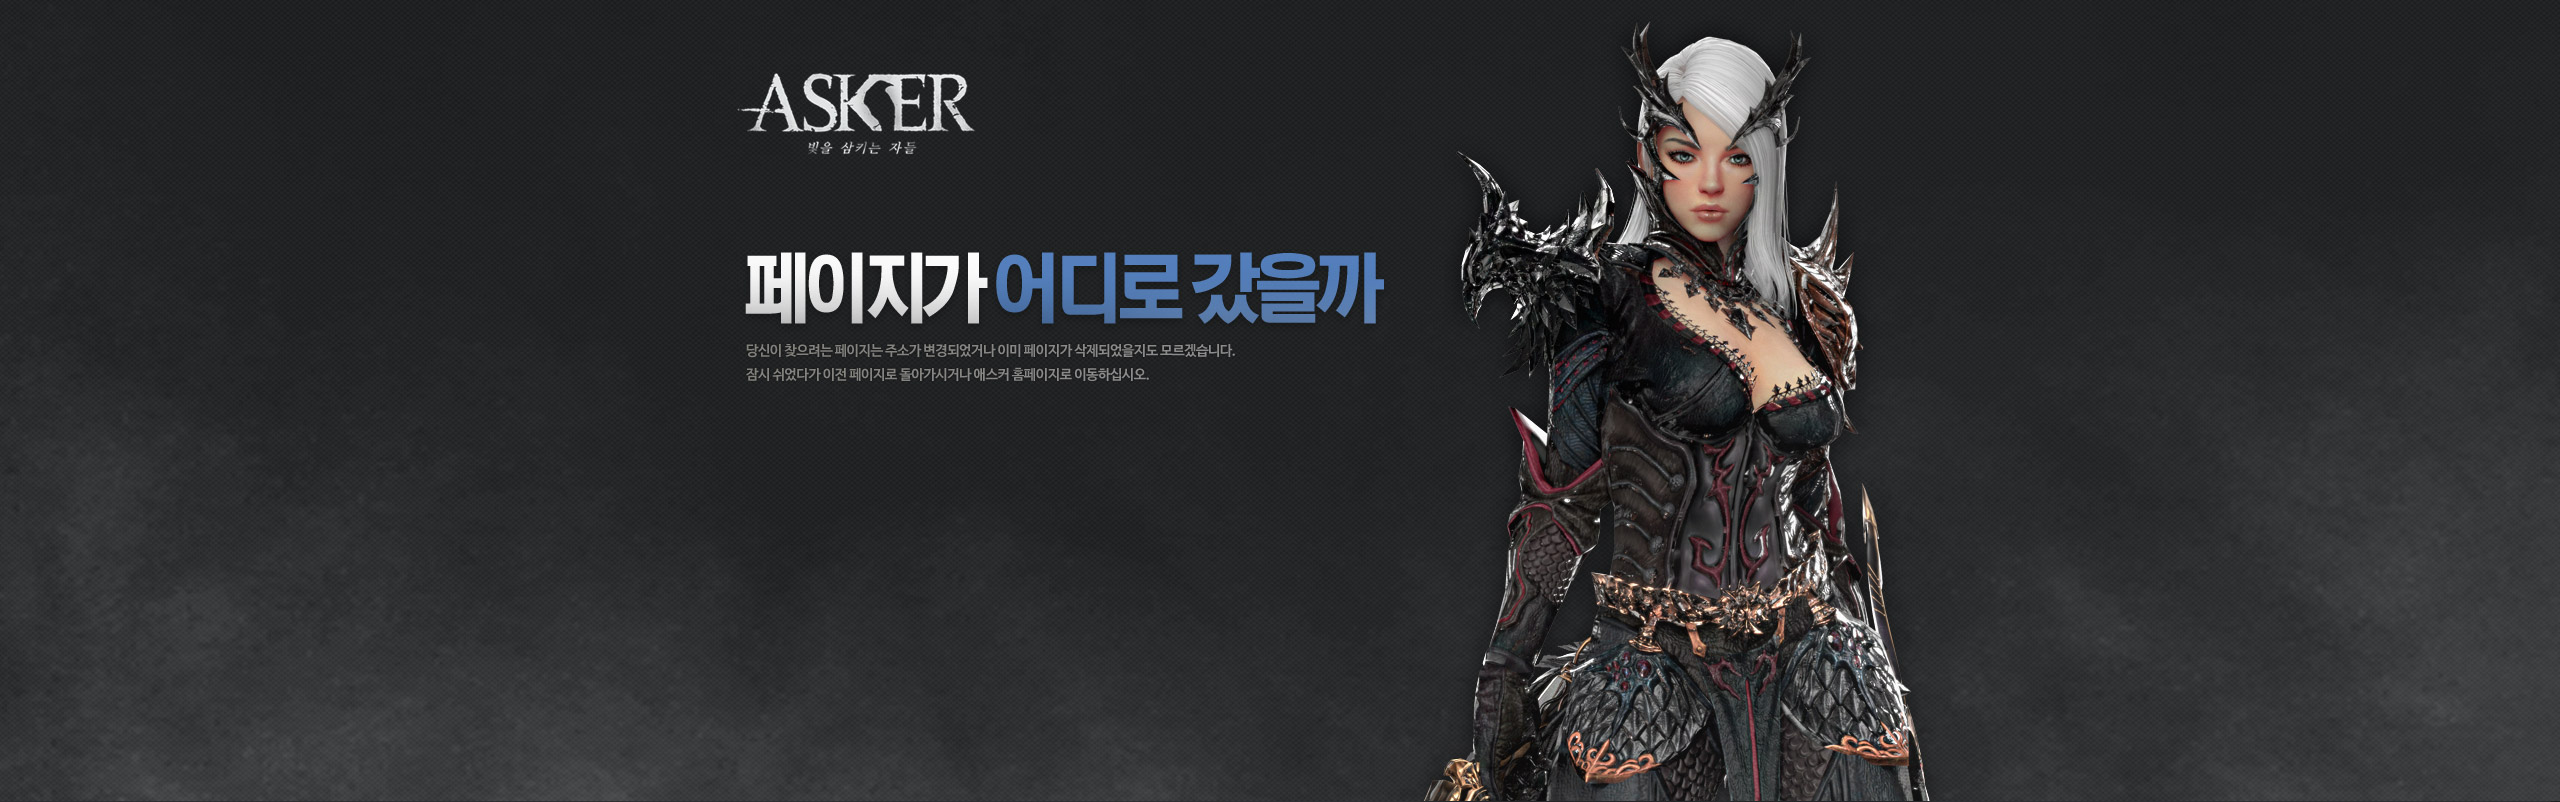 ASKER
빛을 삼키는 자들
페이지가 어디로 갔을까
당신이 찾으려는 페이지는 주소가 변경되었거나 이미 페이지가 삭제되었을지도 모르겠습니다.
잠시 쉬었다가 이전 페이지로 돌아가시거나 애스커 홈페이지로 이동하십시오.